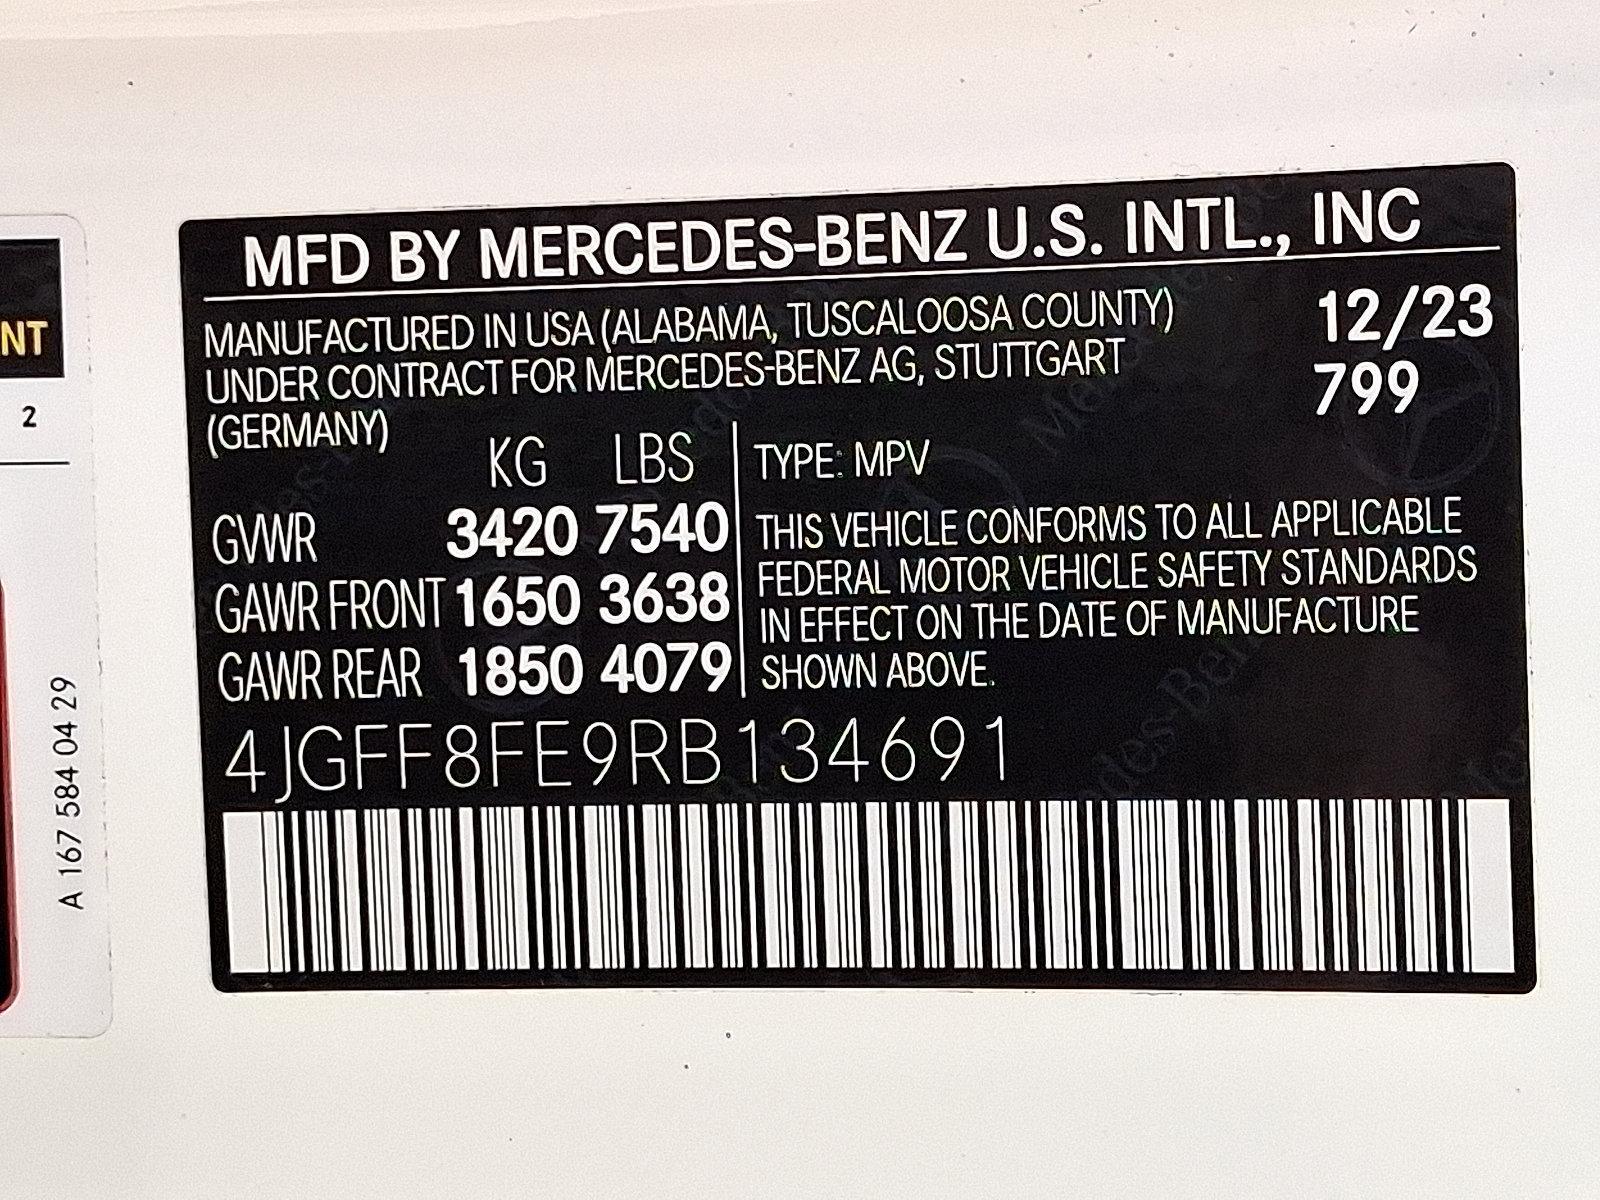 MFD BY MERCEDES-BENZ U.S. INTL., INC
MANUFACTURED IN USA (ALABAMA, TUSCALOOSA COUNTY)
UNDER CONTRACT FOR MERCEDES-BENZ AG, STUTTGART
(GERMANY)
12/23
799
KG LBS
GVWR 3420 7540
GAWR FRONT 1650 3638
GAWR REAR 1850 4079
TYPE: MPV
THIS VEHICLE CONFORMS TO ALL APPLICABLE
FEDERAL MOTOR VEHICLE SAFETY STANDARDS
IN EFFECT ON THE DATE OF MANUFACTURE
SHOWN ABOVE.
4JGFF8FE9RB134691
NT
2
A 167 584 04 29